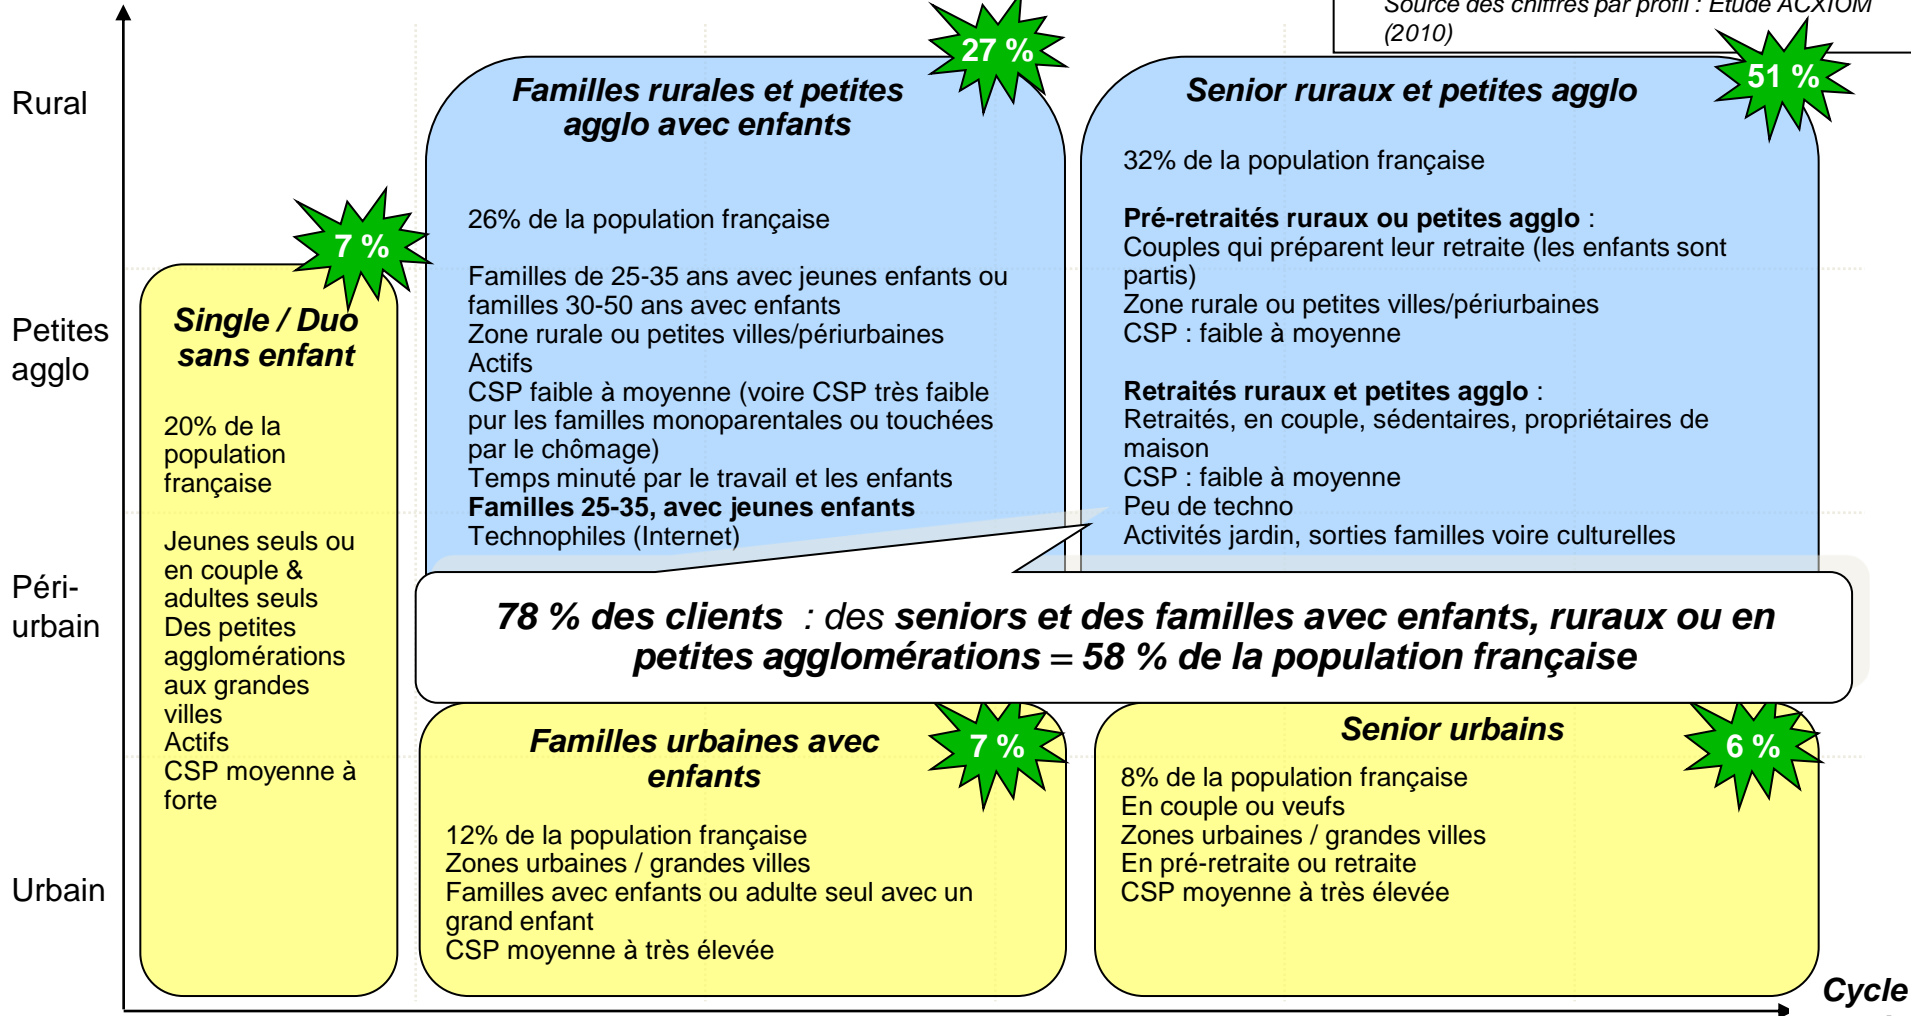 Source des chiffres par profil : Etude ACXIOM
(2010)
Rural
Petites
agglo
Péri-
urbain
Urbain
7 %
Single / Duo
sans enfant
20% de la
population
française
Jeunes seuls ou
en couple &
adultes seuls
Des petites
agglomérations
aux grandes
villes
Actifs
CSP moyenne à
forte
27 %
Familles rurales et petites
agglo avec enfants
26% de la population française
Familles de 25-35 ans avec jeunes enfants ou
familles 30-50 ans avec enfants
Zone rurale ou petites villes/périurbaines
Actifs
CSP faible à moyenne (voire CSP très faible
pur les familles monoparentales ou touchées
par le chômage)
Temps minuté par le travail et les enfants
Familles 25-35, avec jeunes enfants
Technophiles (Internet)
51 %
Senior ruraux et petites agglo
32% de la population française
Pré-retraités ruraux ou petites agglo :
Couples qui préparent leur retraite (les enfants sont
partis)
Zone rurale ou petites villes/périurbaines
CSP : faible à moyenne
Retraités ruraux et petites agglo :
Retraités, en couple, sédentaires, propriétaires de
maison
CSP : faible à moyenne
Peu de techno
Activités jardin, sorties familles voire culturelles
78 % des clients : des seniors et des familles avec enfants, ruraux ou en
petites agglomérations = 58 % de la population française
7 %
Familles urbaines avec
enfants
12% de la population française
Zones urbaines / grandes villes
Familles avec enfants ou adulte seul avec un
grand enfant
CSP moyenne à très élevée
6 %
Senior urbains
8% de la population française
En couple ou veufs
Zones urbaines / grandes villes
En pré-retraite ou retraite
CSP moyenne à très élevée
Cycle